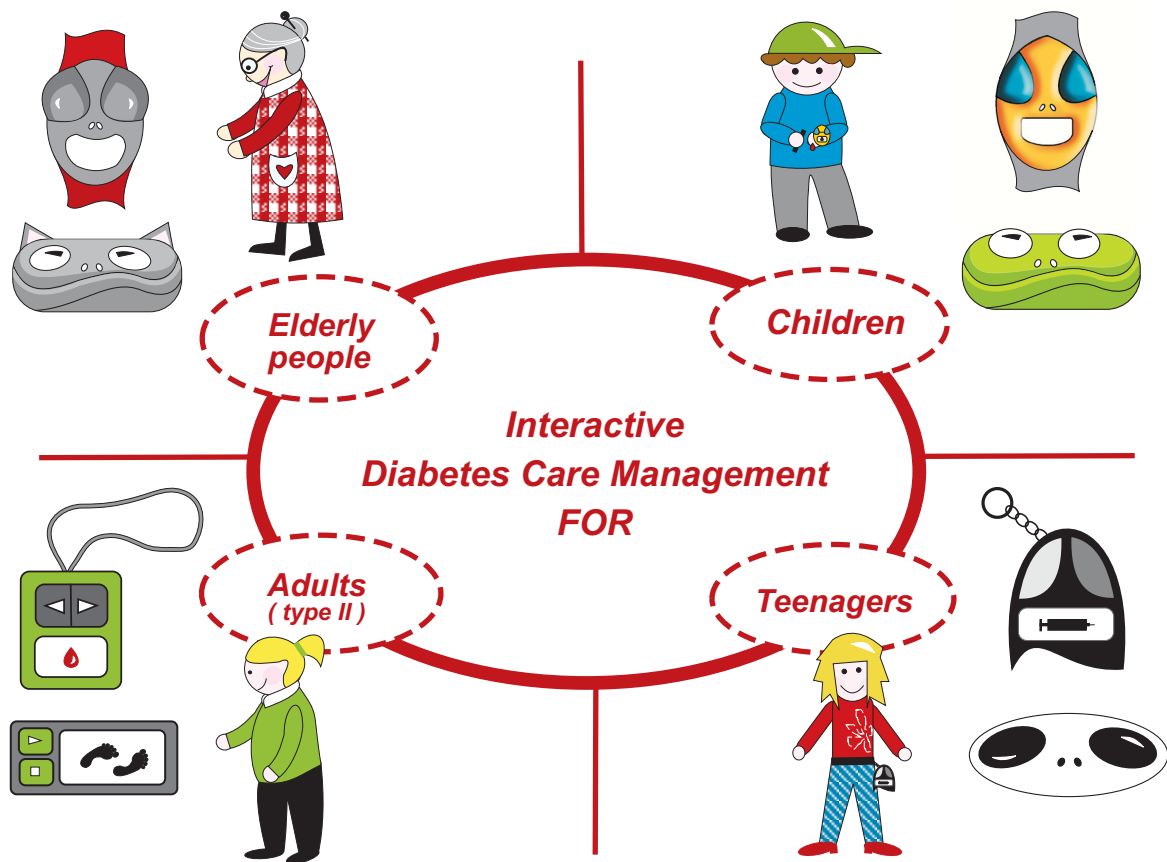 Elderly
people
Children
Interactive
Diabetes Care Management
FOR
Adults
( type II )
Teenagers